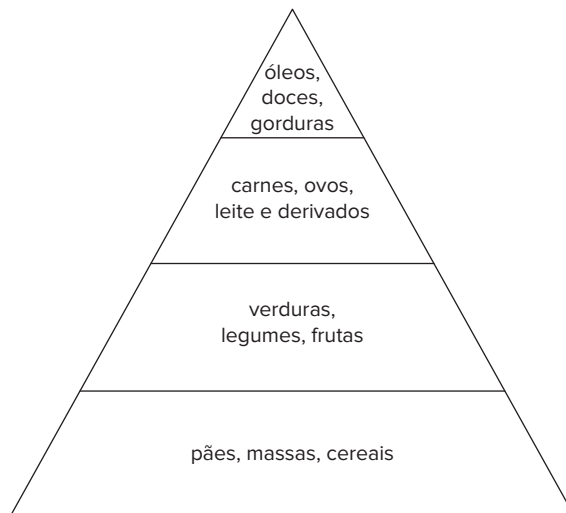 óleos,
doces,
gorduras
carnes, ovos,
leite e derivados
verduras,
legumes, frutas
pães, massas, cereais